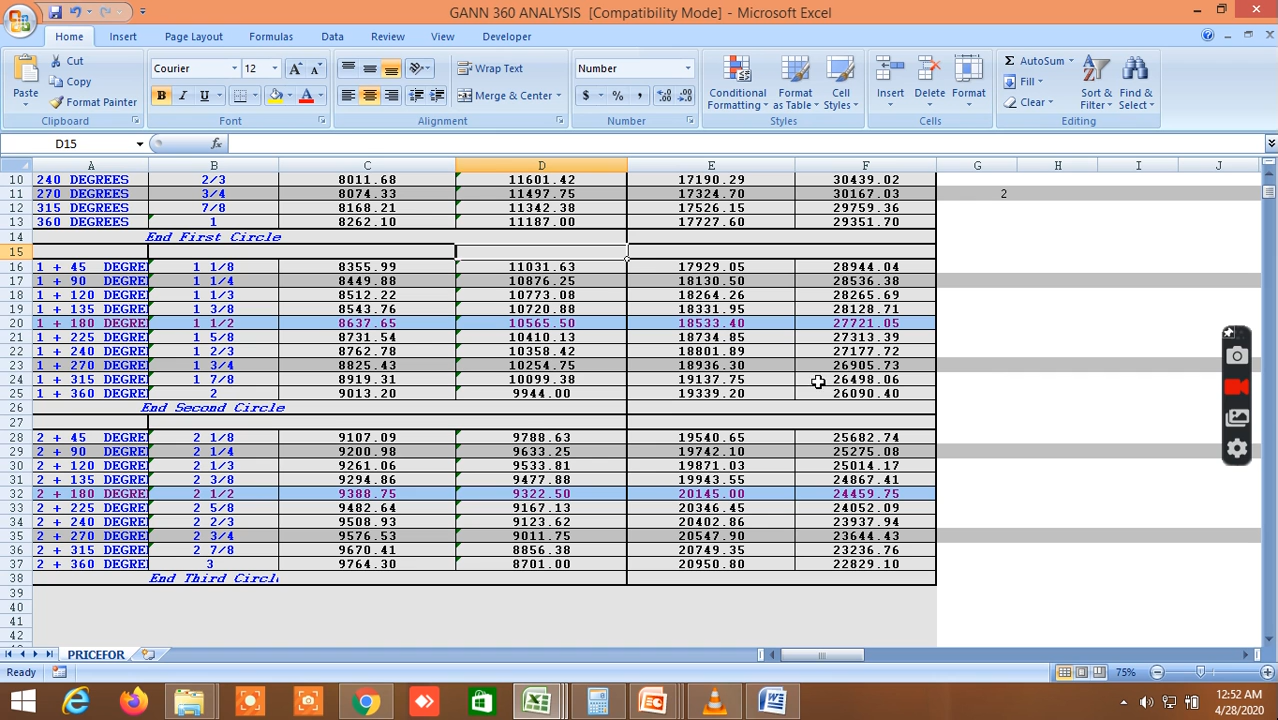 GANN 360 ANALYSIS [Compatibility Mode] - Microsoft Excel
Home Insert Page Layout Formulas Data Review View Developer
Paste Cut Copy Format Painter Clipboard
Courier 12 B I U A A A Font
Wrap Text Merge & Center Alignment
Number $ % , Number
Conditional Formatting Format as Table Cell Styles Styles
Insert Delete Format Cells
AutoSum Fill Clear Sort & Filter Find & Select Editing
D15 fx
A B C D E F G H I J
10 240 DEGREES 2/3 8011.68 11601.42 17190.29 30439.02
11 270 DEGREES 3/4 8074.33 11497.75 17324.70 30167.03 2
12 315 DEGREES 7/8 8168.21 11342.38 17526.15 29759.36
13 360 DEGREES 1 8262.10 11187.00 17727.60 29351.70
14 End First Circle
15
16 1 + 45 DEGRE 1 1/8 8355.99 11031.63 17929.05 28944.04
17 1 + 90 DEGRE 1 1/4 8449.88 10876.25 18130.50 28536.38
18 1 + 120 DEGRE 1 1/3 8512.22 10773.08 18264.26 28265.69
19 1 + 135 DEGRE 1 3/8 8543.76 10720.88 18331.95 28128.71
20 1 + 180 DEGRE 1 1/2 8637.65 10565.50 18533.40 27721.05
21 1 + 225 DEGRE 1 5/8 8731.54 10410.13 18734.85 27313.39
22 1 + 240 DEGRE 1 2/3 8762.78 10358.42 18801.89 27177.72
23 1 + 270 DEGRE 1 3/4 8825.43 10254.75 18936.30 26905.73
24 1 + 315 DEGRE 1 7/8 8919.31 10099.38 19137.75 26498.06
25 1 + 360 DEGRE 2 9013.20 9944.00 19339.20 26090.40
26 End Second Circle
27
28 2 + 45 DEGRE 2 1/8 9107.09 9788.63 19540.65 25682.74
29 2 + 90 DEGRE 2 1/4 9200.98 9633.25 19742.10 25275.08
30 2 + 120 DEGRE 2 1/3 9261.06 9533.81 19871.03 25014.17
31 2 + 135 DEGRE 2 3/8 9294.86 9477.88 19943.55 24867.41
32 2 + 180 DEGRE 2 1/2 9388.75 9322.50 20145.00 24459.75
33 2 + 225 DEGRE 2 5/8 9482.64 9167.13 20346.45 24052.09
34 2 + 240 DEGRE 2 2/3 9508.93 9123.62 20402.86 23937.94
35 2 + 270 DEGRE 2 3/4 9576.53 9011.75 20547.90 23644.43
36 2 + 315 DEGRE 2 7/8 9670.41 8856.38 20749.35 23236.76
37 2 + 360 DEGRE 3 9764.30 8701.00 20950.80 22829.10
38 End Third Circl
39
40
41
42
PRICEFOR
Ready 75%
12:52 AM
4/28/2020